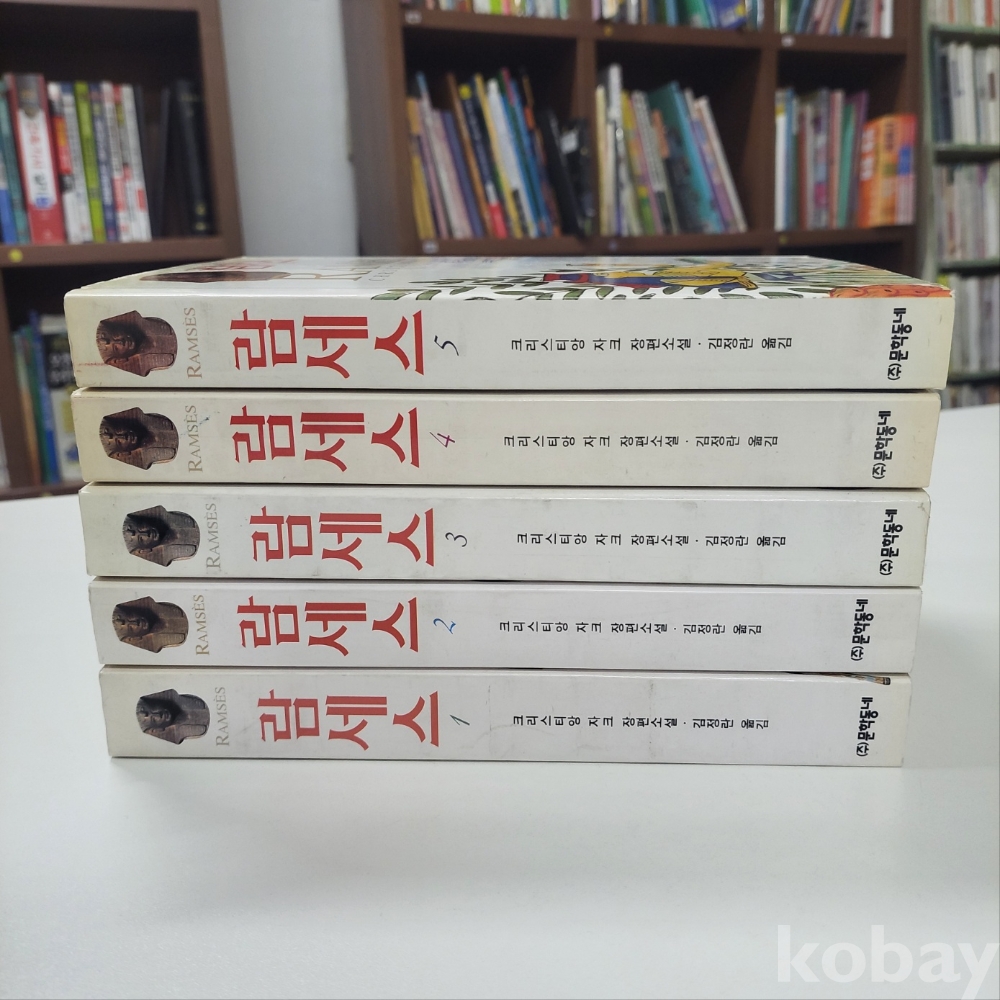 RAMSÈS 람세스 5 크리스티앙 자크 장편소설 · 김정란 옮김 (주)문학동네
RAMSÈS 람세스 4 크리스티앙 자크 장편소설 · 김정란 옮김 (주)문학동네
RAMSÈS 람세스 3 크리스티앙 자크 장편소설 · 김정란 옮김 (주)문학동네
RAMSÈS 람세스 2 크리스티앙 자크 장편소설 · 김정란 옮김 (주)문학동네
RAMSÈS 람세스 1 크리스티앙 자크 장편소설 · 김정란 옮김 (주)문학동네
kobay